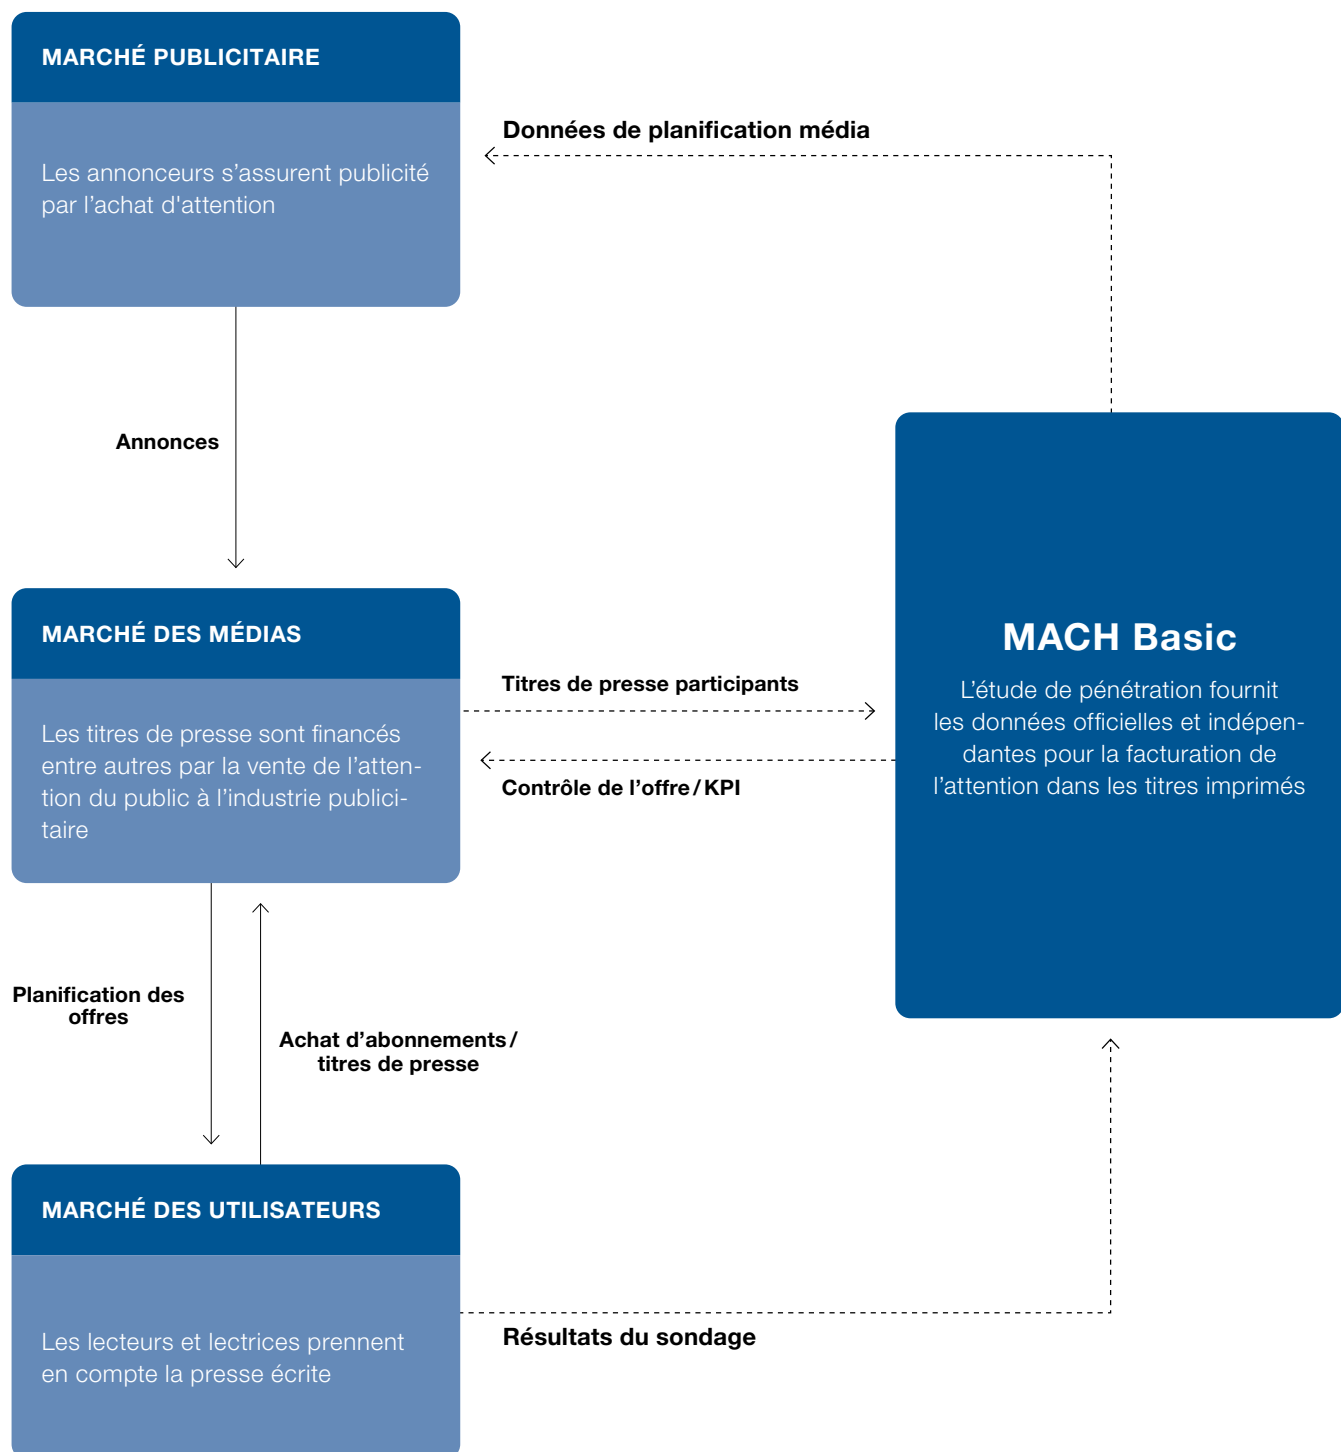 MARCHÉ PUBLICITAIRE
Les annonceurs s’assurent publicité
par l’achat d'attention
Données de planification média
Annonces
MARCHÉ DES MÉDIAS
Les titres de presse sont financés
entre autres par la vente de l’atten-
tion du public à l’industrie publici-
taire
Titres de presse participants
Contrôle de l’offre/KPI
MACH Basic
L’étude de pénétration fournit
les données officielles et indépen-
dantes pour la facturation de
l’attention dans les titres imprimés
Planification des
offres
Achat d’abonnements/
titres de presse
MARCHÉ DES UTILISATEURS
Les lecteurs et lectrices prennent
en compte la presse écrite
Résultats du sondage